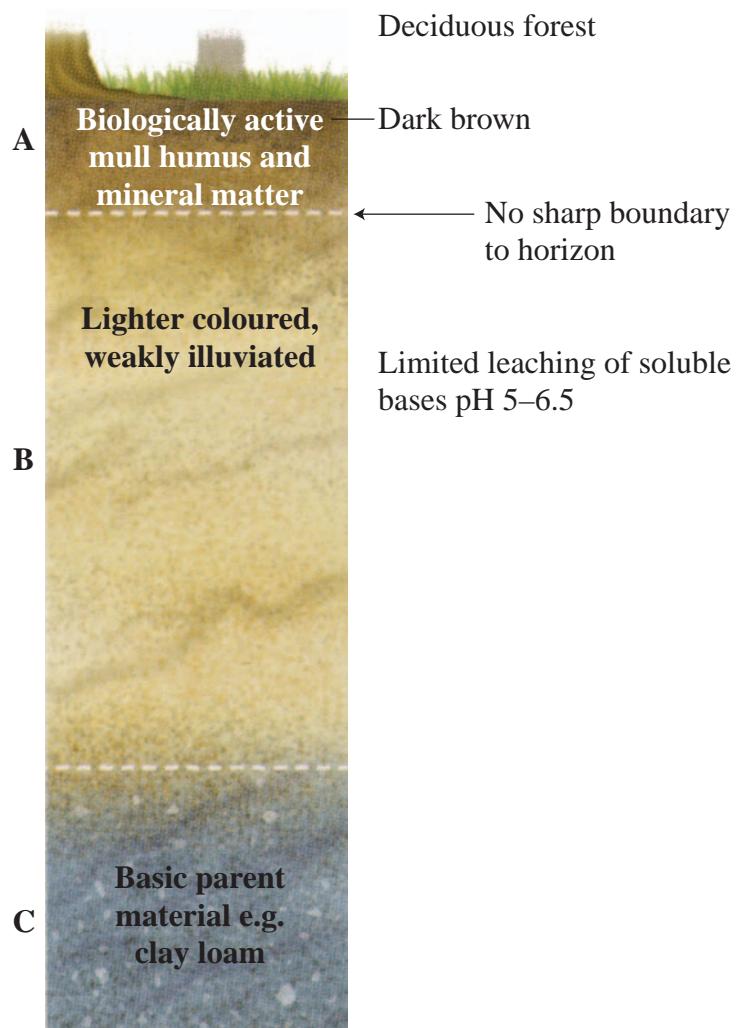 Deciduous forest
A
Biologically active
mull humus and
mineral matter
Dark brown
No sharp boundary
to horizon
Lighter coloured,
weakly illuviated
Limited leaching of soluble
bases pH 5–6.5
B
C
Basic parent
material e.g.
clay loam